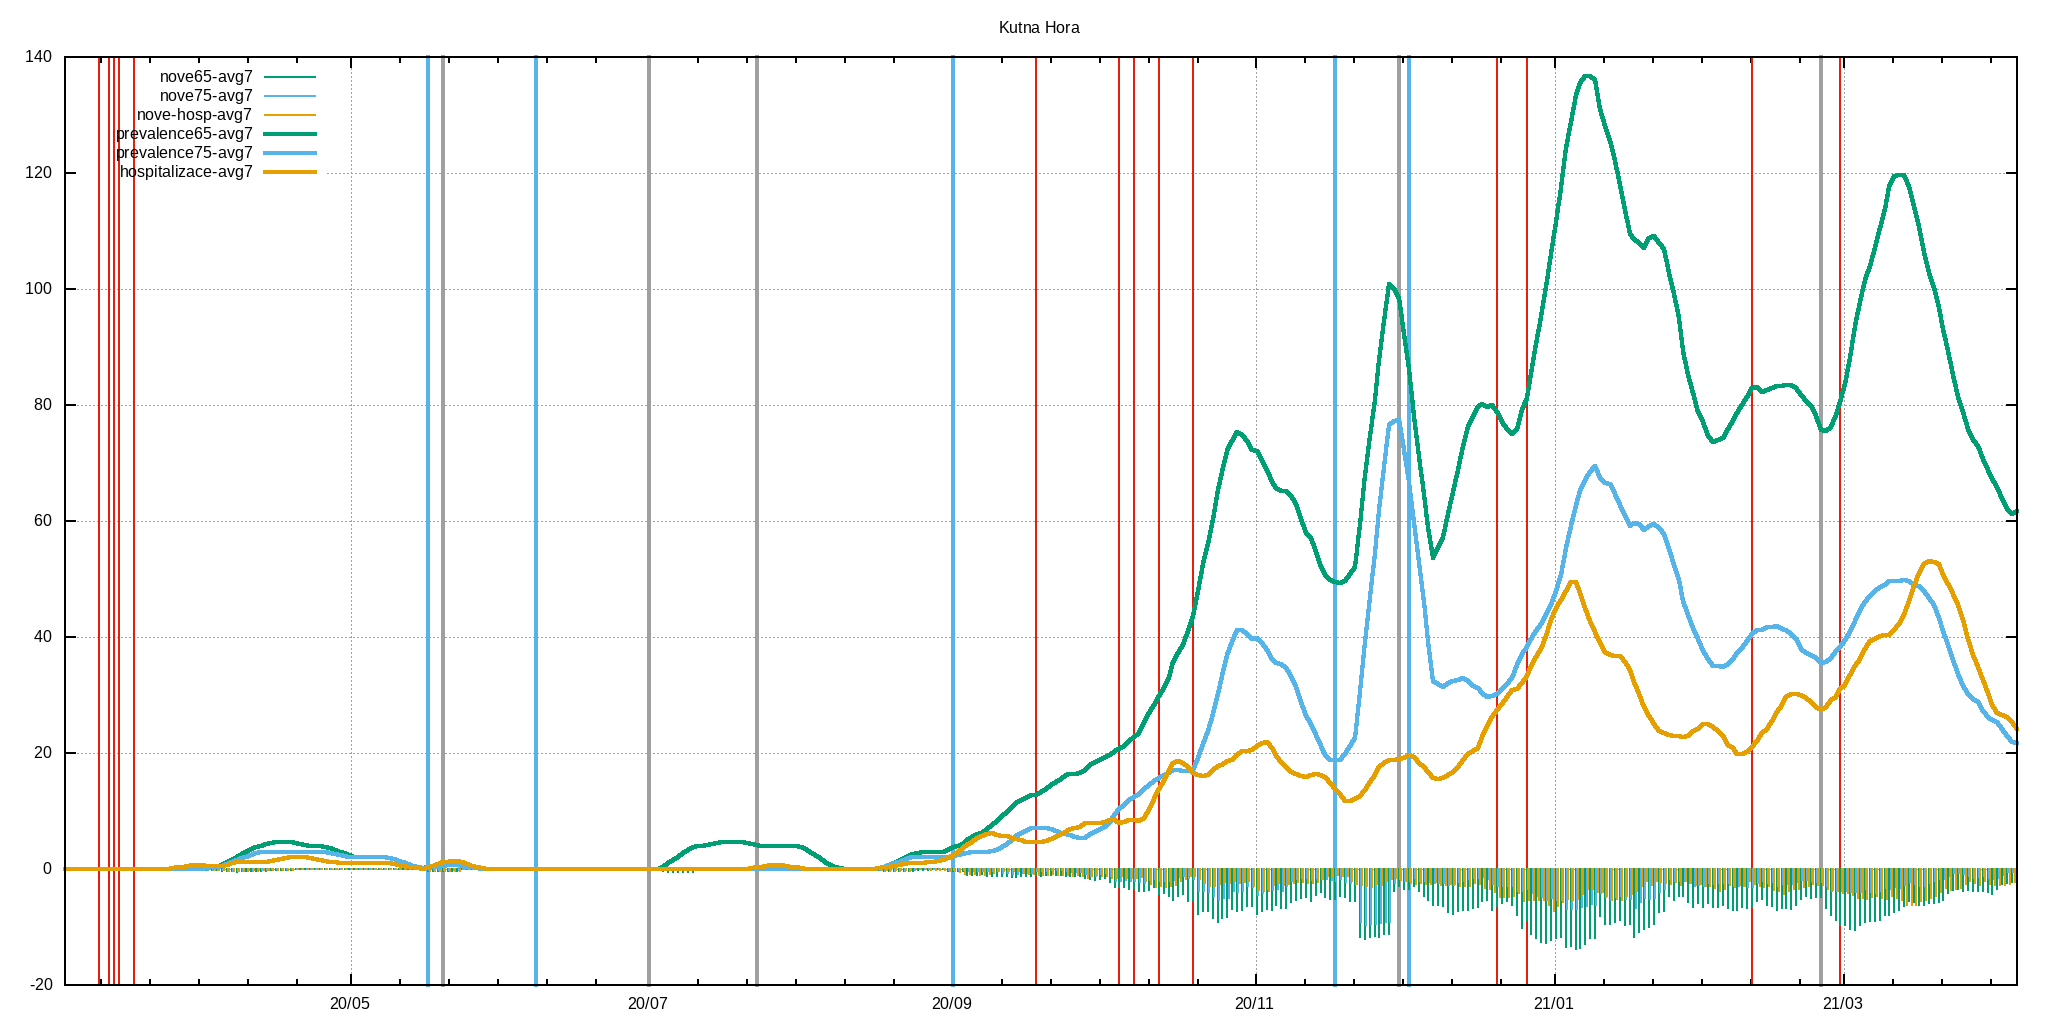 Kutna Hora
140
120
100
80
60
40
20
0
-20
nove65-avg7
nove75-avg7
nove-hosp-avg7
prevalence65-avg7
prevalence75-avg7
hospitalizace-avg7
20/05 20/07 20/09 20/11 21/01 21/03